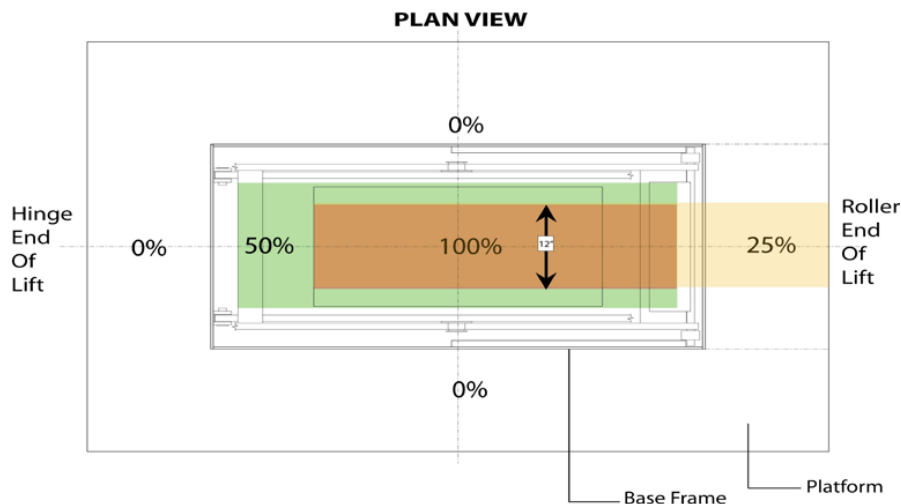 PLAN VIEW
0%
Hinge
End
Of
Lift
0%
50%
100%
12"
25%
Roller
End
Of
Lift
0%
Platform
Base Frame